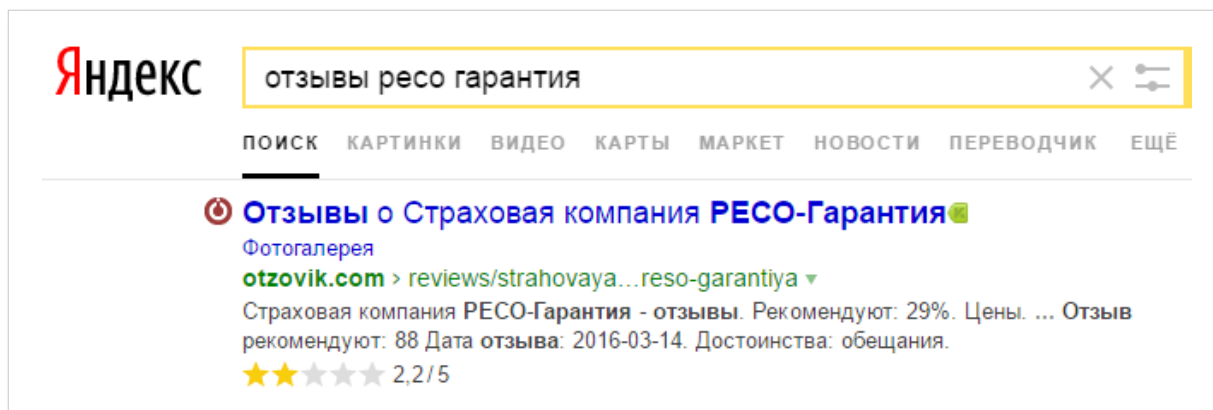 Яндекс
отзывы ресо гарантия
ПОИСК КАРТИНКИ ВИДЕО КАРТЫ МАРКЕТ НОВОСТИ ПЕРЕВОДЧИК ЕЩЁ
Отзывы о Страховая компания РЕСО-Гарантия
Фотогалерея
otzovik.com › reviews/strahovaya...reso-garantiya
Страховая компания РЕСО-Гарантия - отзывы. Рекомендуют: 29%. Цены. ... Отзыв
рекомендуют: 88 Дата отзыва: 2016-03-14. Достоинства: обещания.
2,2/5